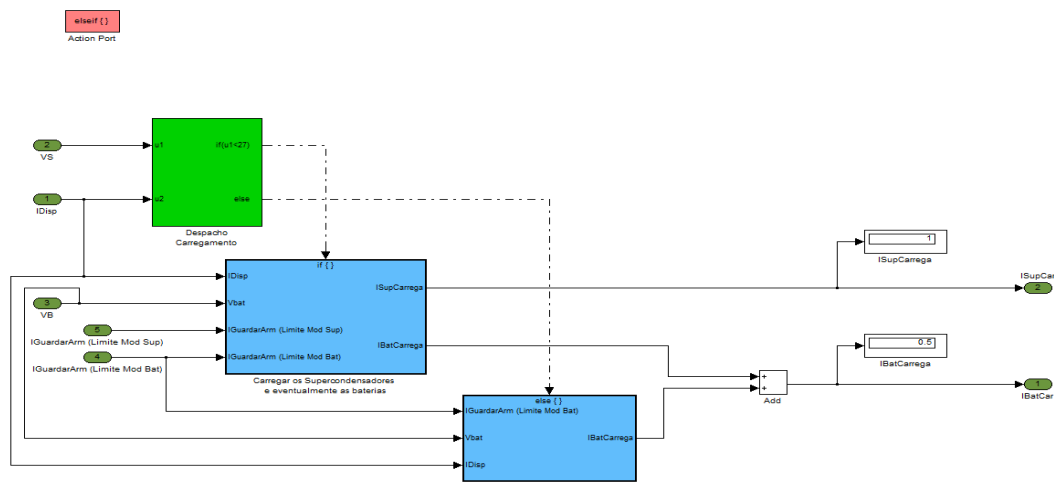 elseif { }
Action Port
2
VS
1
IDisp
u1
if(u1<27)
u2
else
Despacho
Carregamento
if { }
IDisp
ISupCarrega
Vbat
IGuardarArm (Limite Mod Sup)
IBatCarrega
IGuardarArm (Limite Mod Bat)
Carregar os Supercondensadores
e eventualmente as baterias
3
VB
5
IGuardarArm (Limite Mod Sup)
4
IGuardarArm (Limite Mod Bat)
else { }
IGuardarArm (Limite Mod Bat)
Vbat
IBatCarrega
IDisp
+
+
Add
1
ISupCarrega
ISupCar
2
0.5
IBatCarrega
1
IBatCar